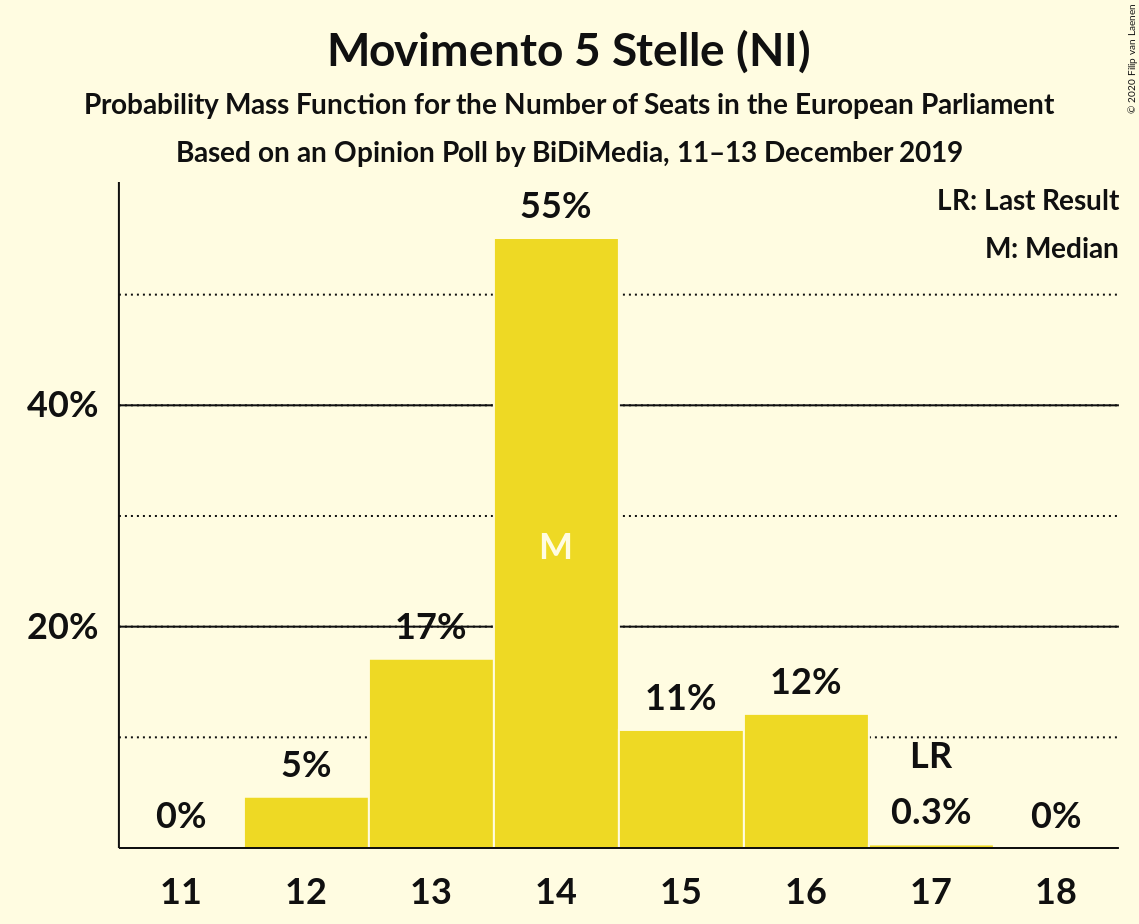 Movimento 5 Stelle (NI)
Probability Mass Function for the Number of Seats in the European Parliament
Based on an Opinion Poll by BiDiMedia, 11–13 December 2019
© 2020 Filip van Laenen
LR: Last Result
M: Median
55%
40%
M
20%
17%
12%
11%
5%
LR
0%
0.3%
0%
11 12 13 14 15 16 17 18